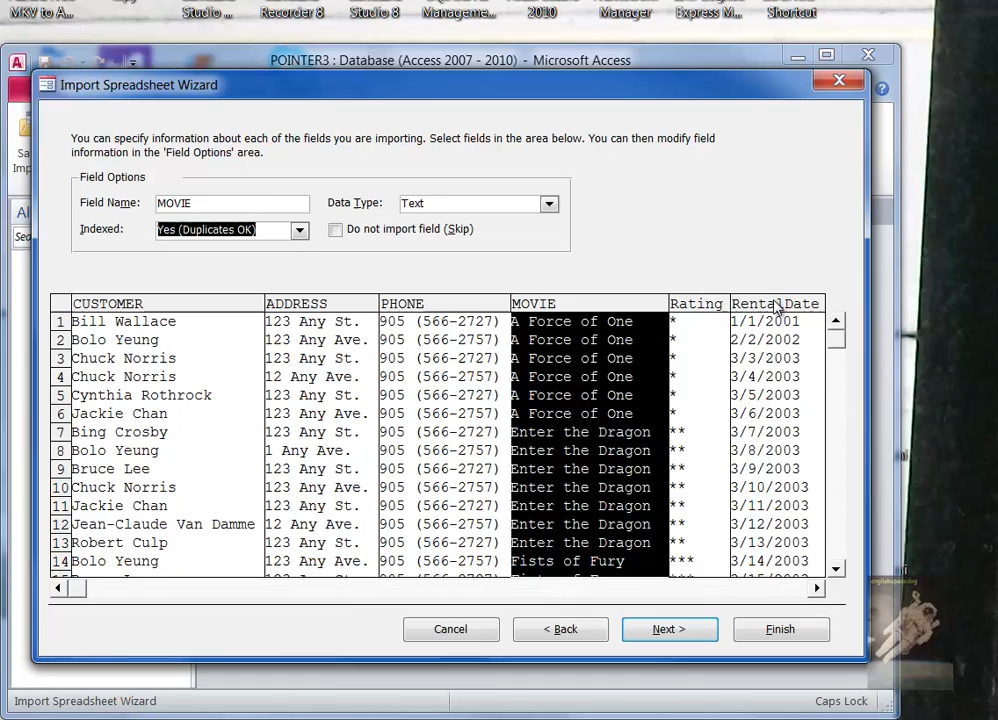 MKV to A...
Studio ...
Recorder 8
Studio 8
Manageme...
2010
Manager
Express M...
Shortcut
POINTER3 : Database (Access 2007 - 2010) - Microsoft Access
Import Spreadsheet Wizard
You can specify information about each of the fields you are importing. Select fields in the area below. You can then modify field
information in the 'Field Options' area.
Field Options
Field Name: MOVIE Data Type: Text
Indexed: Yes (Duplicates OK) Do not import field (Skip)
CUSTOMER ADDRESS PHONE MOVIE Rating RentalDate
1 Bill Wallace 123 Any St. 905 (566-2727) A Force of One * 1/1/2001
2 Bolo Yeung 123 Any Ave. 905 (566-2757) A Force of One * 2/2/2002
3 Chuck Norris 123 Any St. 905 (566-2757) A Force of One * 3/3/2003
4 Chuck Norris 12 Any Ave. 905 (566-2757) A Force of One * 3/4/2003
5 Cynthia Rothrock 123 Any St. 905 (566-2727) A Force of One * 3/5/2003
6 Jackie Chan 123 Any Ave. 905 (566-2757) A Force of One * 3/6/2003
7 Bing Crosby 123 Any St. 905 (566-2727) Enter the Dragon ** 3/7/2003
8 Bolo Yeung 1 Any Ave. 905 (566-2757) Enter the Dragon ** 3/8/2003
9 Bruce Lee 123 Any St. 905 (566-2727) Enter the Dragon ** 3/9/2003
10 Chuck Norris 123 Any Ave. 905 (566-2757) Enter the Dragon ** 3/10/2003
11 Jackie Chan 123 Any St. 905 (566-2727) Enter the Dragon ** 3/11/2003
12 Jean-Claude Van Damme 12 Any Ave. 905 (566-2757) Enter the Dragon ** 3/12/2003
13 Robert Culp 123 Any St. 905 (566-2727) Enter the Dragon ** 3/13/2003
14 Bolo Yeung 123 Any Ave. 905 (566-2757) Fists of Fury *** 3/14/2003
Cancel < Back Next > Finish
Import Spreadsheet Wizard Caps Lock